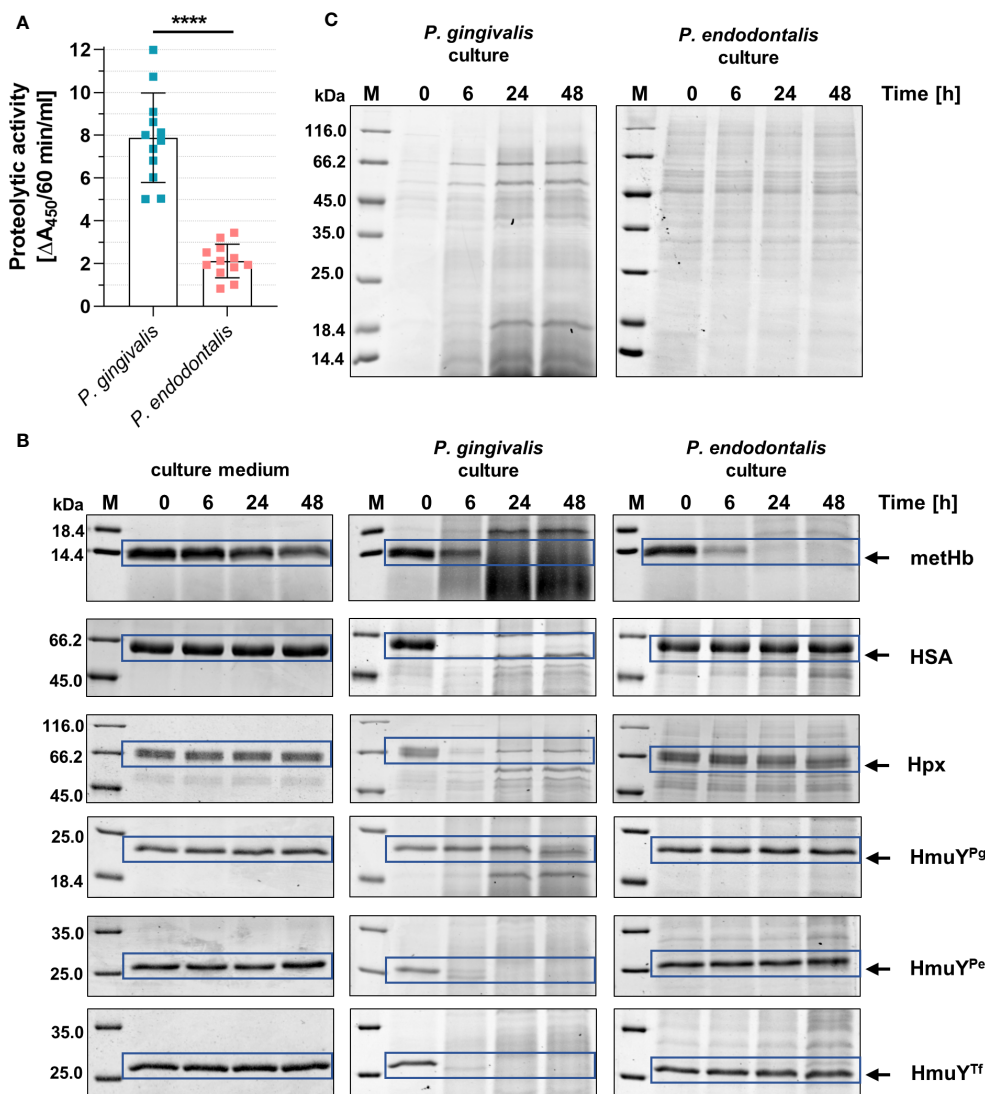 A
****
Proteolytic activity
[ΔA450/60 min/ml]
12
10
8
6
4
2
0
P. gingivalis
P. endodontalis
C
P. gingivalis
culture
P. endodontalis
culture
kDa M 0 6 24 48 M 0 6 24 48 Time [h]
116.0
66.2
45.0
35.0
25.0
18.4
14.4
B
culture medium
P. gingivalis
culture
P. endodontalis
culture
kDa M 0 6 24 48 M 0 6 24 48 M 0 6 24 48 Time [h]
18.4
14.4
metHb
66.2
45.0
HSA
116.0
66.2
45.0
Hpx
25.0
18.4
HmuYPg
35.0
25.0
HmuYPe
35.0
25.0
HmuYTf